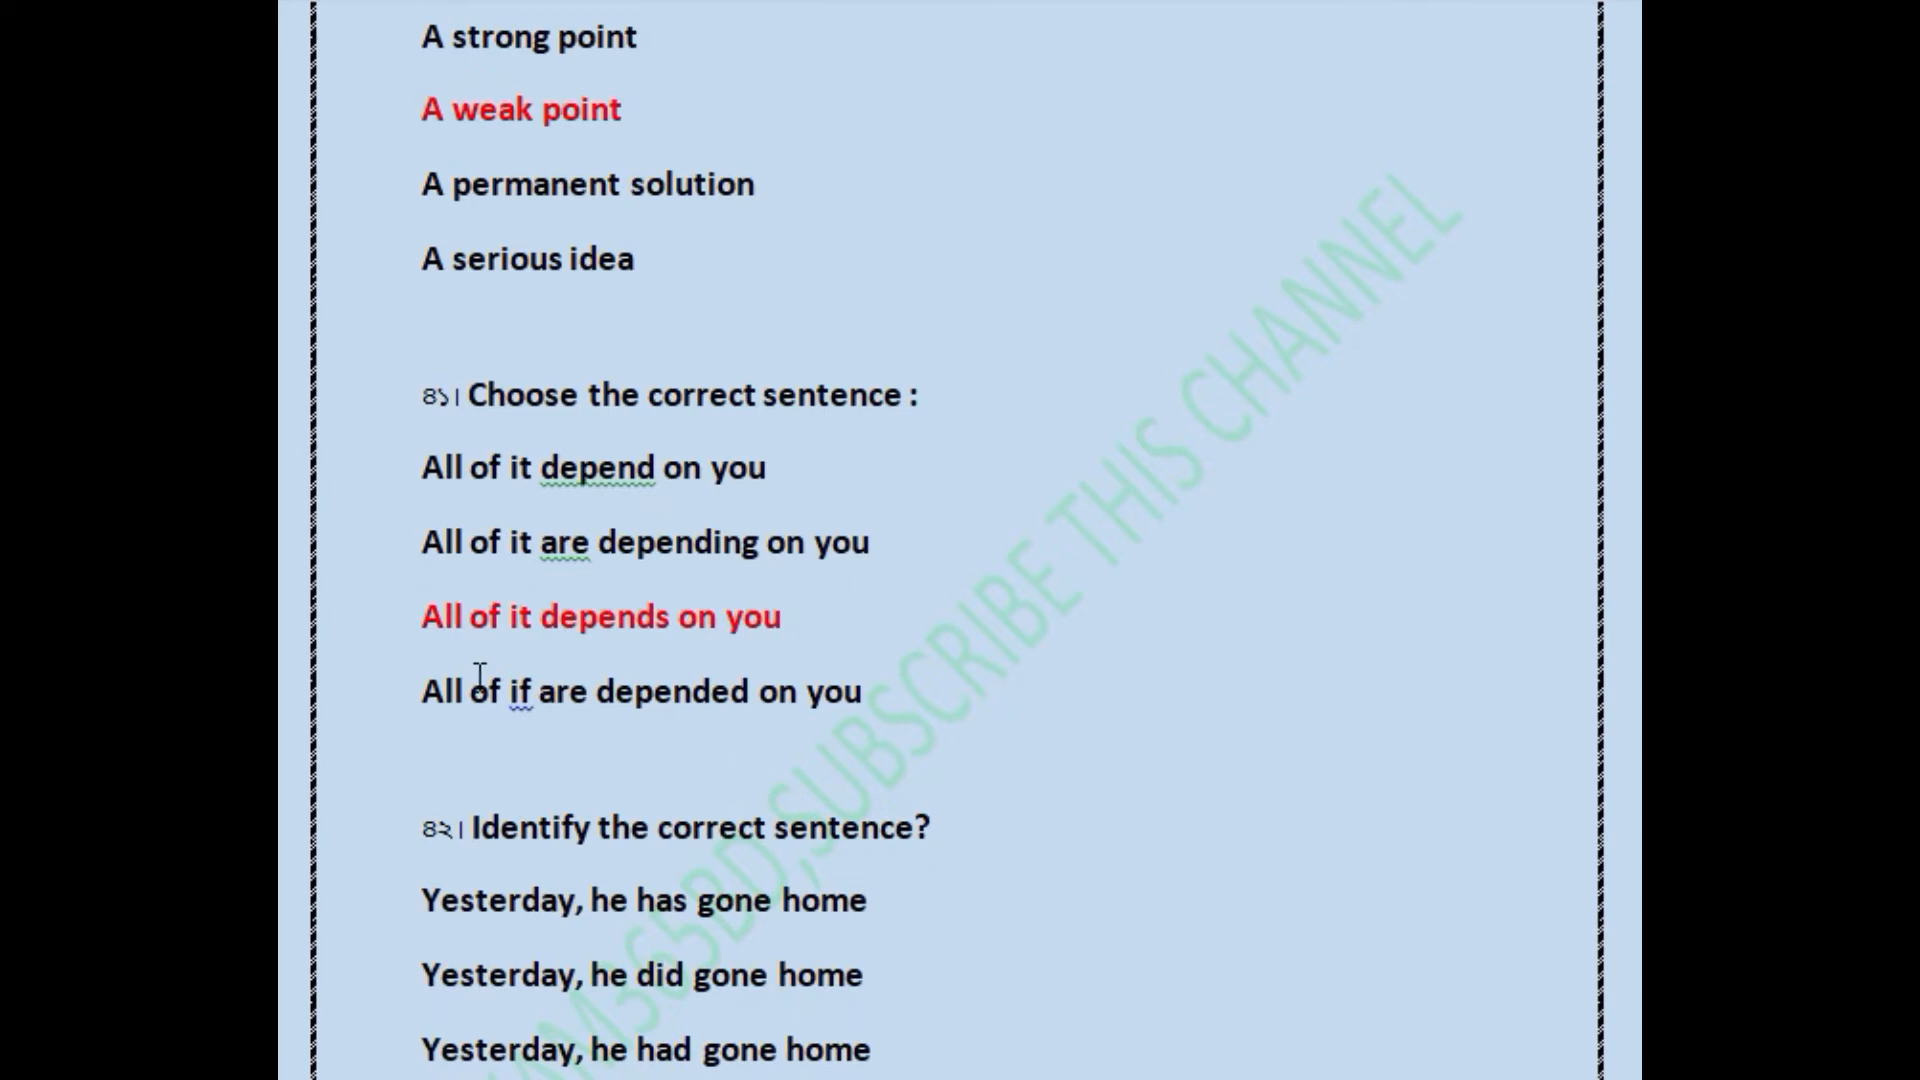 A strong point
A weak point
A permanent solution
A serious idea
৪১। Choose the correct sentence :
All of it depend on you
All of it are depending on you
All of it depends on you
All of if are depended on you
৪২। Identify the correct sentence?
Yesterday, he has gone home
Yesterday, he did gone home
Yesterday, he had gone home
AM365BD,SUBSCRIBE THIS CHANNEL